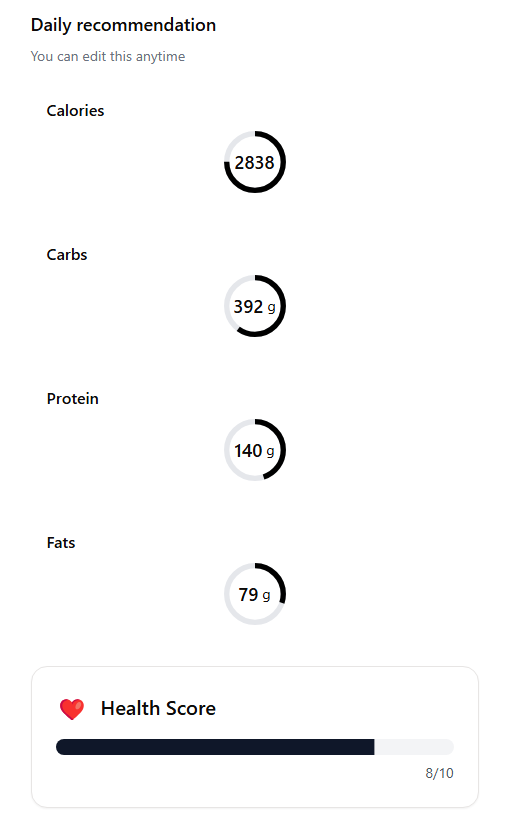 Daily recommendation
You can edit this anytime
Calories
2838
Carbs
392 g
Protein
140 g
Fats
79 g
Health Score
8/10